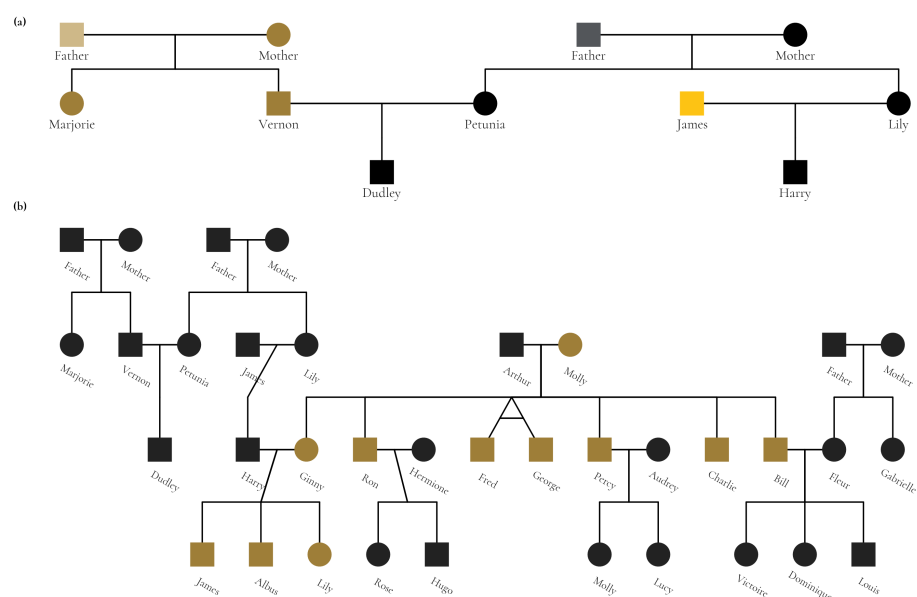 (a)
Father Mother Father Mother
Marjorie Vernon Petunia James Lily
Dudley Harry
(b)
Father Mother Father Mother
Marjorie Vernon Petunia James Lily Arthur Molly Father Mother
Dudley Harry Ginny Ron Hermione Fred George Percy Audrey Charlie Bill Fleur Gabrielle
James Albus Lily Rose Hugo Molly Lucy Victoire Dominique Louis